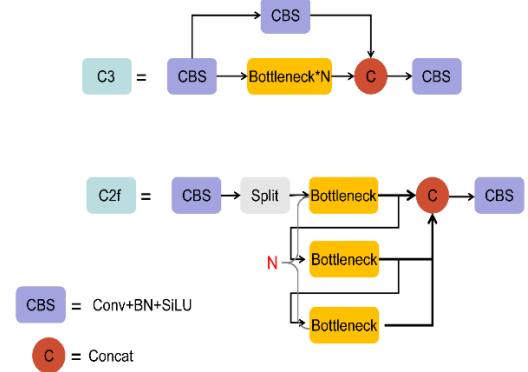 CBS
C3 = CBS Bottleneck*N C CBS
C2f = CBS Split Bottleneck C CBS
N Bottleneck
Bottleneck
CBS = Conv+BN+SiLU
C = Concat